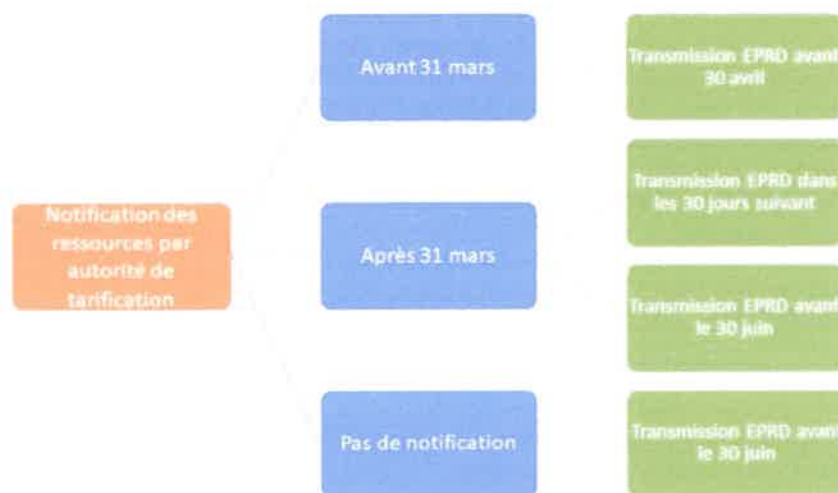 Notification des
ressources par
autorité de
tarification
Avant 31 mars
Après 31 mars
Pas de notification
Transmission EPRD avant
30 avril
Transmission EPRD dans
les 30 jours suivant
Transmission EPRD avant
le 30 juin
Transmission EPRD avant
le 30 juin